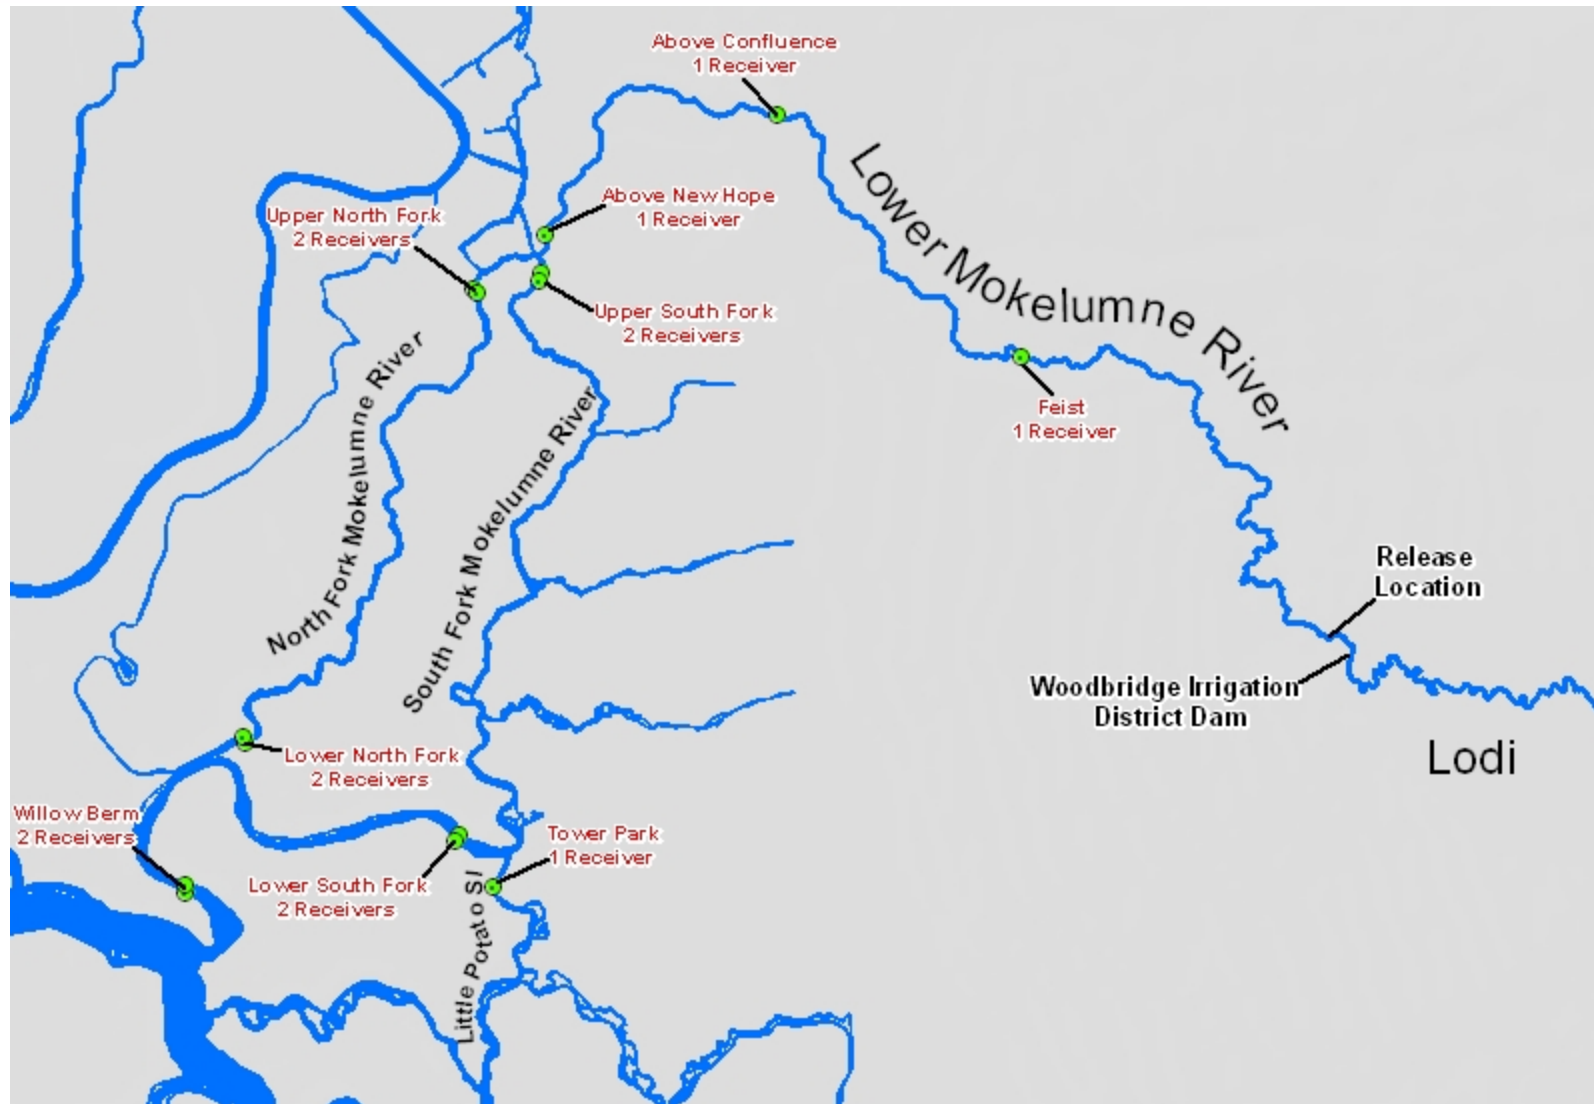 Above Confluence
1 Receiver
Lower Mokelumne River
Above New Hope
1 Receiver
Upper North Fork
2 Receivers
Upper South Fork
2 Receivers
North Fork Mokelumne River
South Fork Mokelumne River
Feist
1 Receiver
Release
Location
Woodbridge Irrigation
District Dam
Lodi
Lower North Fork
2 Receivers
Willow Berm
2 Receivers
Tower Park
1 Receiver
Lower South Fork
2 Receivers
Little Potato Sl